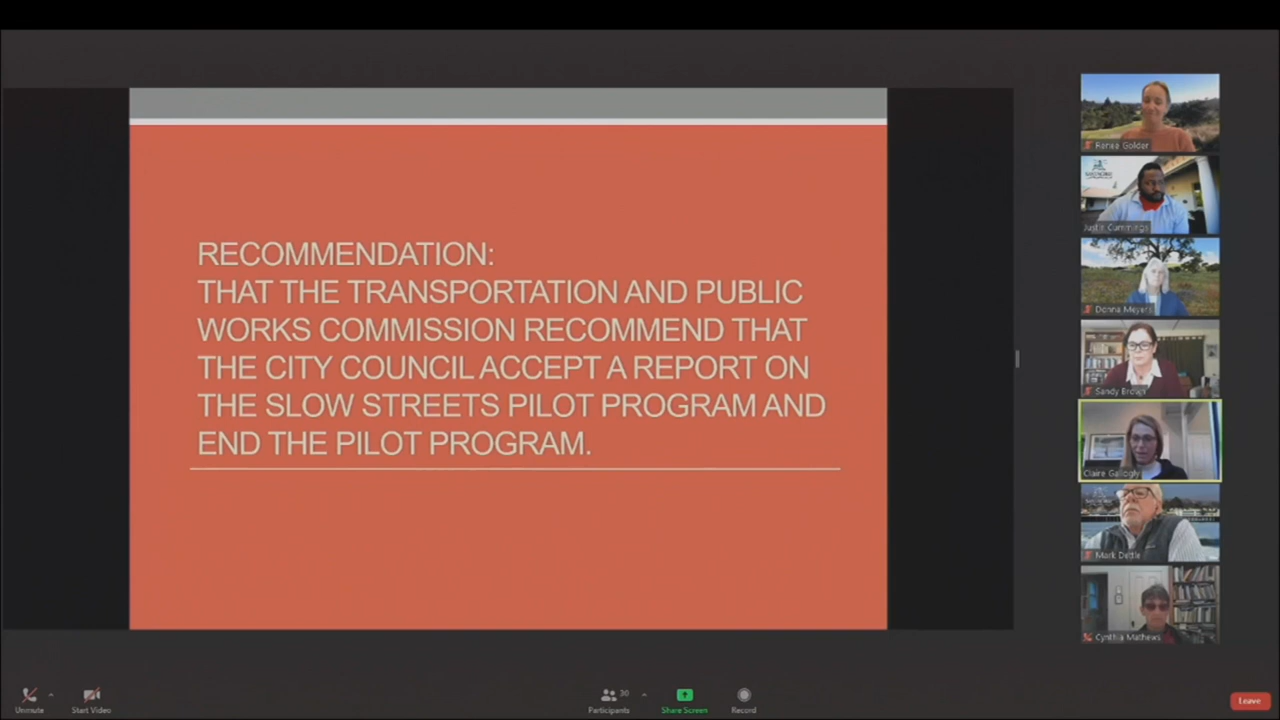 RECOMMENDATION:
THAT THE TRANSPORTATION AND PUBLIC
WORKS COMMISSION RECOMMEND THAT
THE CITY COUNCIL ACCEPT A REPORT ON
THE SLOW STREETS PILOT PROGRAM AND
END THE PILOT PROGRAM.
Renee Golder
Justin Cummings
Donna Meyers
Sandy Brown
Claire Gallogly
Mark Dettle
Cynthia Mathews
Unmute
Start Video
30
Participants
Share Screen
Record
Leave